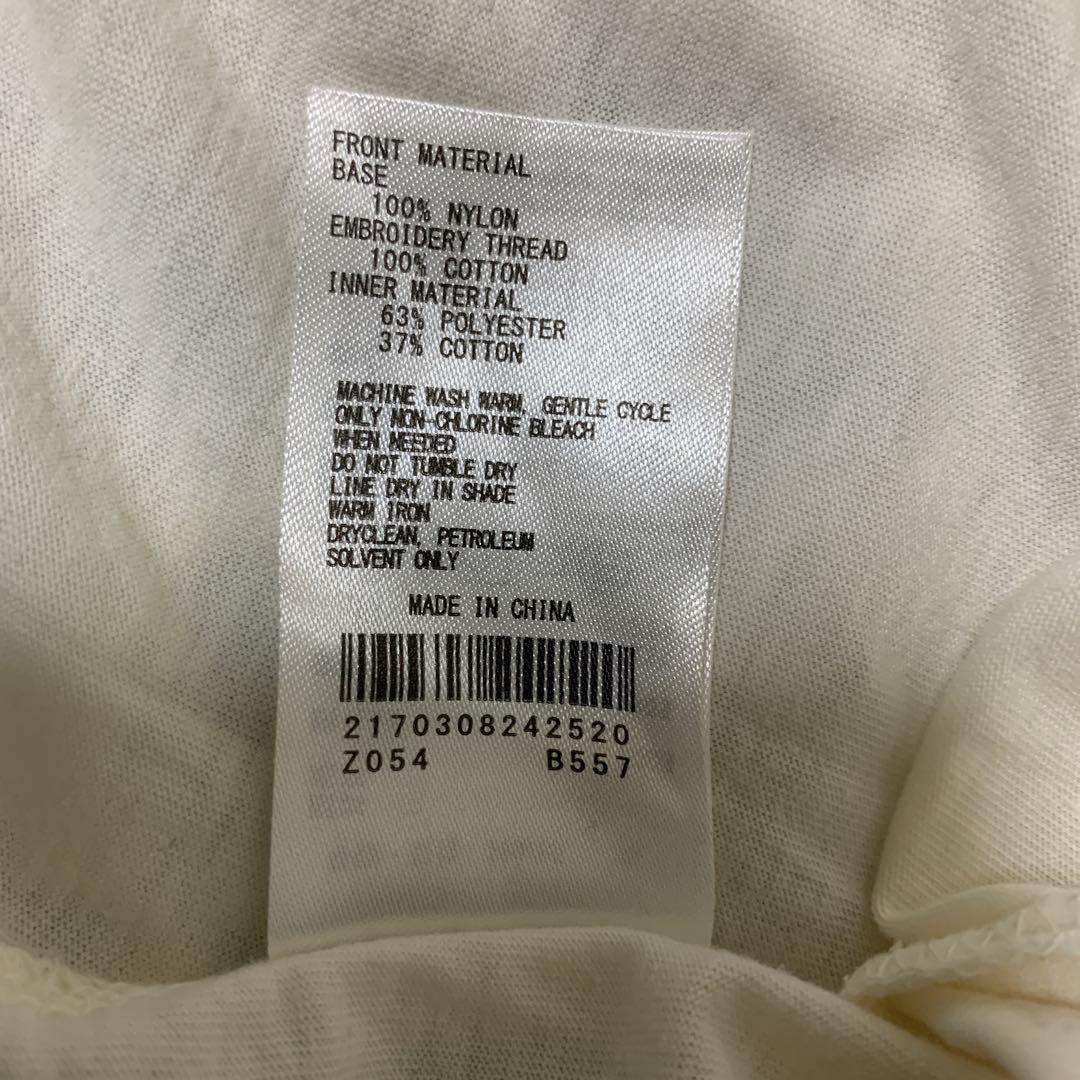 FRONT MATERIAL
BASE
100% NYLON
EMBROIDERY THREAD
100% COTTON
INNER MATERIAL
63% POLYESTER
37% COTTON
MACHINE WASH WARM, GENTLE CYCLE
ONLY NON-CHLORINE BLEACH
WHEN NEEDED
DO NOT TUMBLE DRY
LINE DRY IN SHADE
WARM IRON
DRYCLEAN, PETROLEUM
SOLVENT ONLY
MADE IN CHINA
2170308242520
Z054 B557